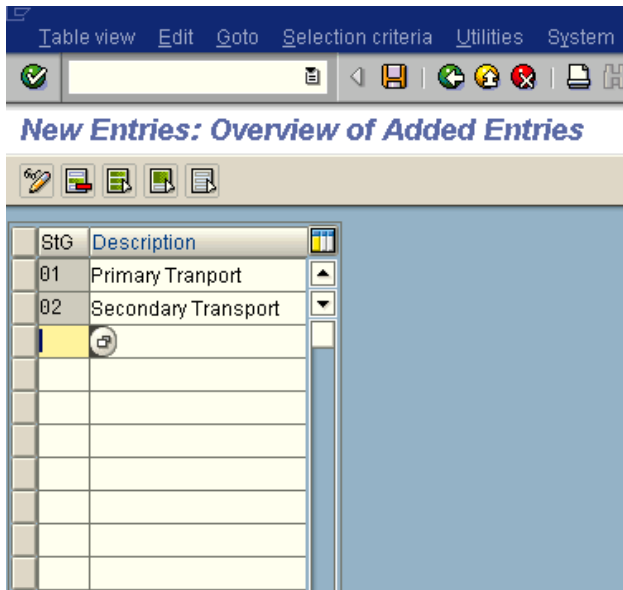 Table view Edit Goto Selection criteria Utilities System
New Entries: Overview of Added Entries
StG Description
01 Primary Tranport
02 Secondary Transport